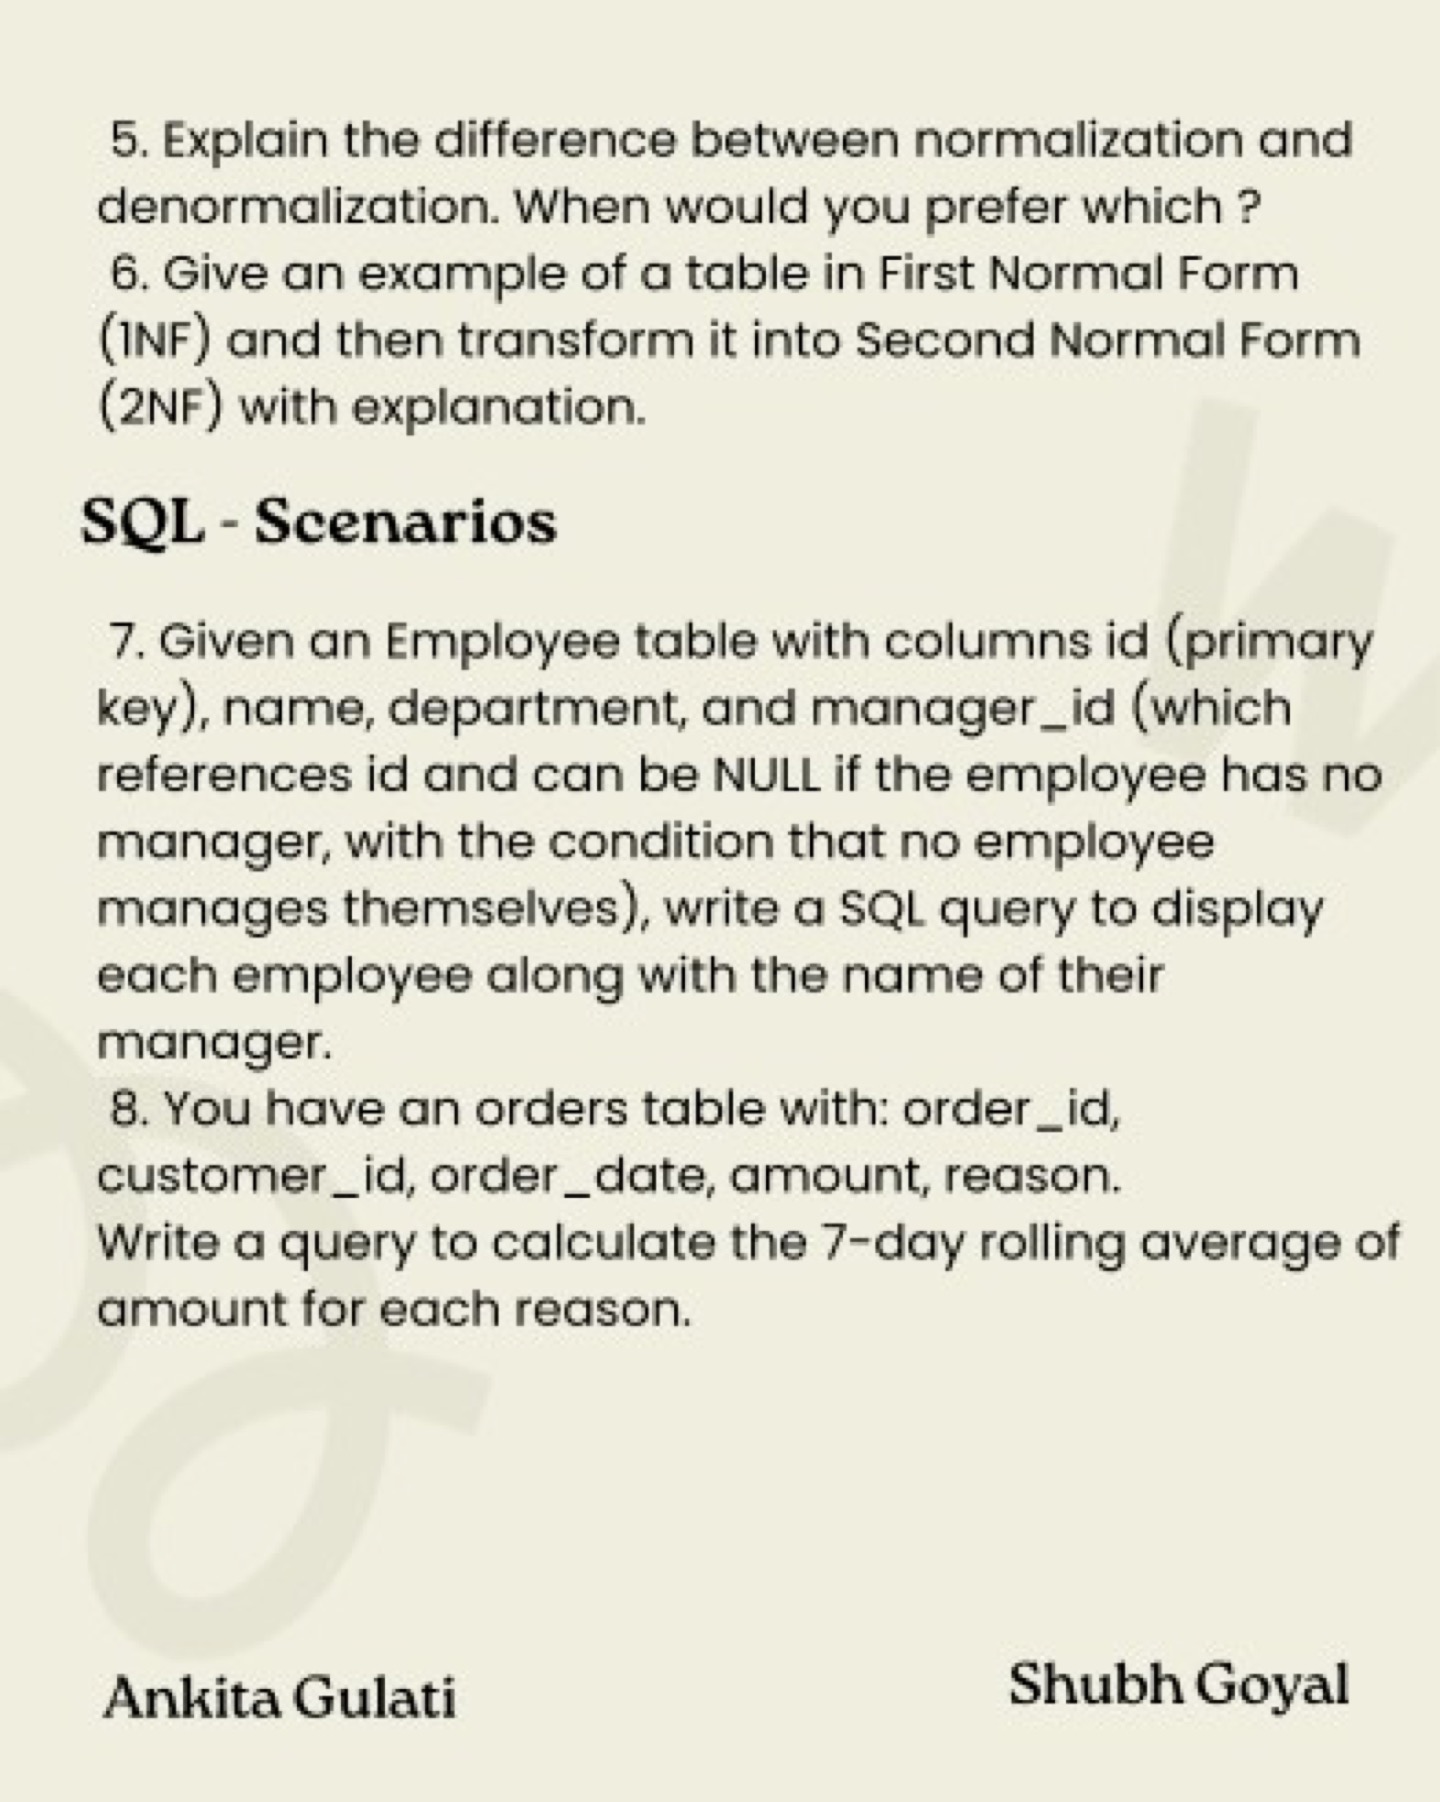 5. Explain the difference between normalization and
denormalization. When would you prefer which ?
6. Give an example of a table in First Normal Form
(1NF) and then transform it into Second Normal Form
(2NF) with explanation.
SQL - Scenarios
7. Given an Employee table with columns id (primary
key), name, department, and manager_id (which
references id and can be NULL if the employee has no
manager, with the condition that no employee
manages themselves), write a SQL query to display
each employee along with the name of their
manager.
8. You have an orders table with: order_id,
customer_id, order_date, amount, reason.
Write a query to calculate the 7-day rolling average of
amount for each reason.
Ankita Gulati
Shubh Goyal